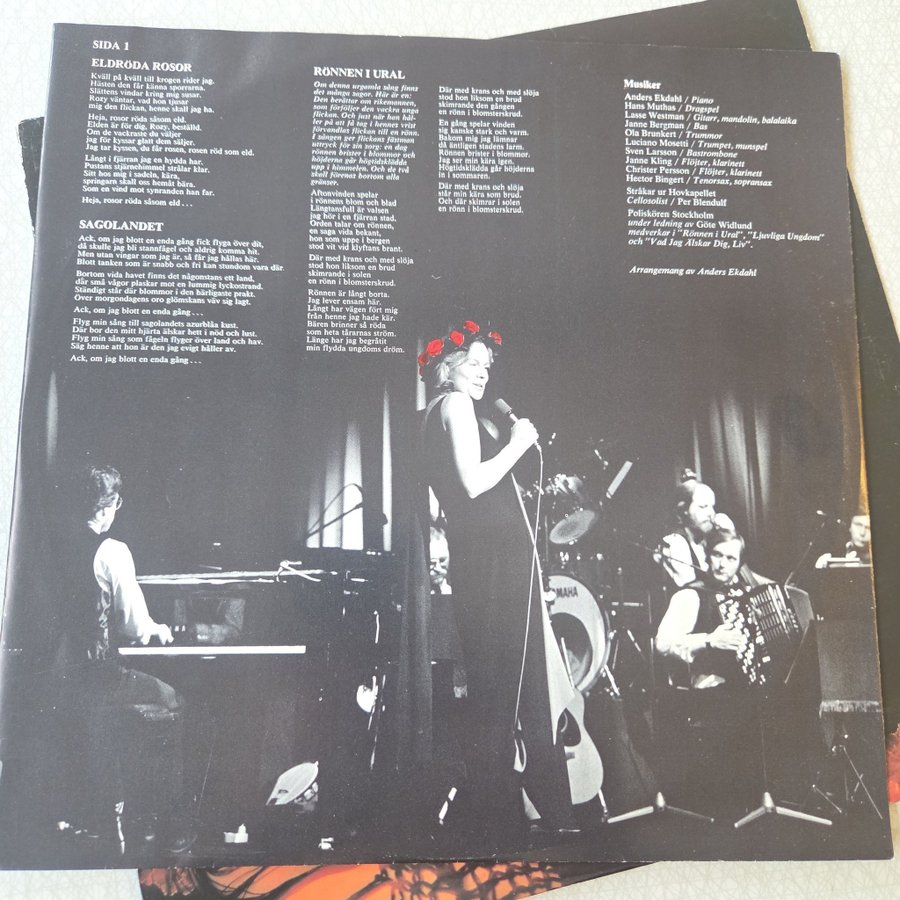 SIDA 1
ELDRÖDA ROSOR
Kväll på kväll till krogen rider jag.
Hästen den får känna sporrarna.
Slättens vindar kring mig susar.
Rozy väntar, vad hon tjusar
mig den flickan, henne skall jag ha.
Heja, rosor röda såsom eld.
Elden är för dig, Rozy, beställd.
Om de vackraste du väljer
jag för kyssar glatt dem säljer.
Jag tar kyssen, du får rosen, rosen röd som eld.
Långt i fjärran jag en hydda har.
Pustans stjärnehimmel strålar klar.
Sitt hos mig i sadeln, kära,
springarn skall oss hemåt bära.
Som en vind mot synranden han far.
Heja, rosor röda såsom eld . . .
SAGOLANDET
Ack, om jag blott en enda gång fick flyga över dit,
då skulle jag bli stannfågel och aldrig komma hit.
Men utan vingar som jag är, så får jag hållas här.
Blott tanken som är snabb och fri kan stundom vara där.
Bortom vida havet finns det någonstans ett land,
där små vågor plaskar mot en lummig lyckostrand.
Ständigt står där blommor i den härligaste prakt.
Över morgondagens oro glömskans väv sig lagt.
Ack, om jag blott en enda gång . . .
Flyg min sång till sagolandets azurblåa kust.
Där bor den mitt hjärta älskar hett i nöd och lust.
Flyg min sång som fågeln flyger över land och hav.
Säg henne att hon är den jag evigt håller av.
Ack, om jag blott en enda gång . . .
RÖNNEN I URAL
Om denna urgamla sång finns
det många sagor. Här är en:
Den berättar om rikemannen,
som förföljer den vackra unga
flickan. Och just när han hål-
ler på att få tag i hennes vrist
förvandlas flickan till en rönn.
I sången ger flickans fästman
uttryck för sin sorg: en dag
rönnen brister i blommor och
höjderna går högtidsklädda
upp i himmelen. Och de två
skall förenas bortom alla
gränser.
Aftonvinden spelar
i rönnens blom och blad
Längtansfull är valsen
jag hör i en fjärran stad.
Orden talar om rönnen,
en saga vida bekant,
hon som uppe i bergen
stod vit vid klyftans brant.
Där med krans och med slöja
stod hon liksom en brud
skimrande i solen
en rönn i blomsterskrud.
Rönnen är långt borta.
Jag lever ensam här.
Långt har vägen fört mig
från henne jag hade kär.
Bären brinner så röda
som heta tårarnas ström.
Länge har jag begråtit
min flydda ungdoms dröm.
Där med krans och med slöja
stod hon liksom en brud
skimrande den gången
en rönn i blomsterskrud.
En gång spelar vinden
sig kanske stark och varm.
Bakom mig jag lämnar
då äntligen stadens larm.
Rönnen brister i blommor.
Jag ser min kära igen.
Högtidsklädda går höjderna
in i sommaren.
Där med krans och med slöja
står min kära som brud.
Och där skimrar i solen
en rönn i blomsterskrud.
Musiker
Anders Ekdahl / Piano
Hans Muthas / Dragspel
Lasse Westman / Gitarr, mandolin, balalaika
Janne Bergman / Bas
Ola Brunkert / Trummor
Luciano Mosetti / Trumpet, munspel
Sven Larsson / Bastrombone
Janne Kling / Flöjter, klarinett
Christer Persson / Flöjter, klarinett
Hector Bingert / Tenorsax, sopransax
Stråkar ur Hovkapellet
Cellosolist / Per Blendulf
Poliskören Stockholm
under ledning av Göte Widlund
medverkar i "Rönnen i Ural", "Ljuvliga Ungdom"
och "Vad Jag Älskar Dig, Liv".
Arrangemang av Anders Ekdahl
YAMAHA